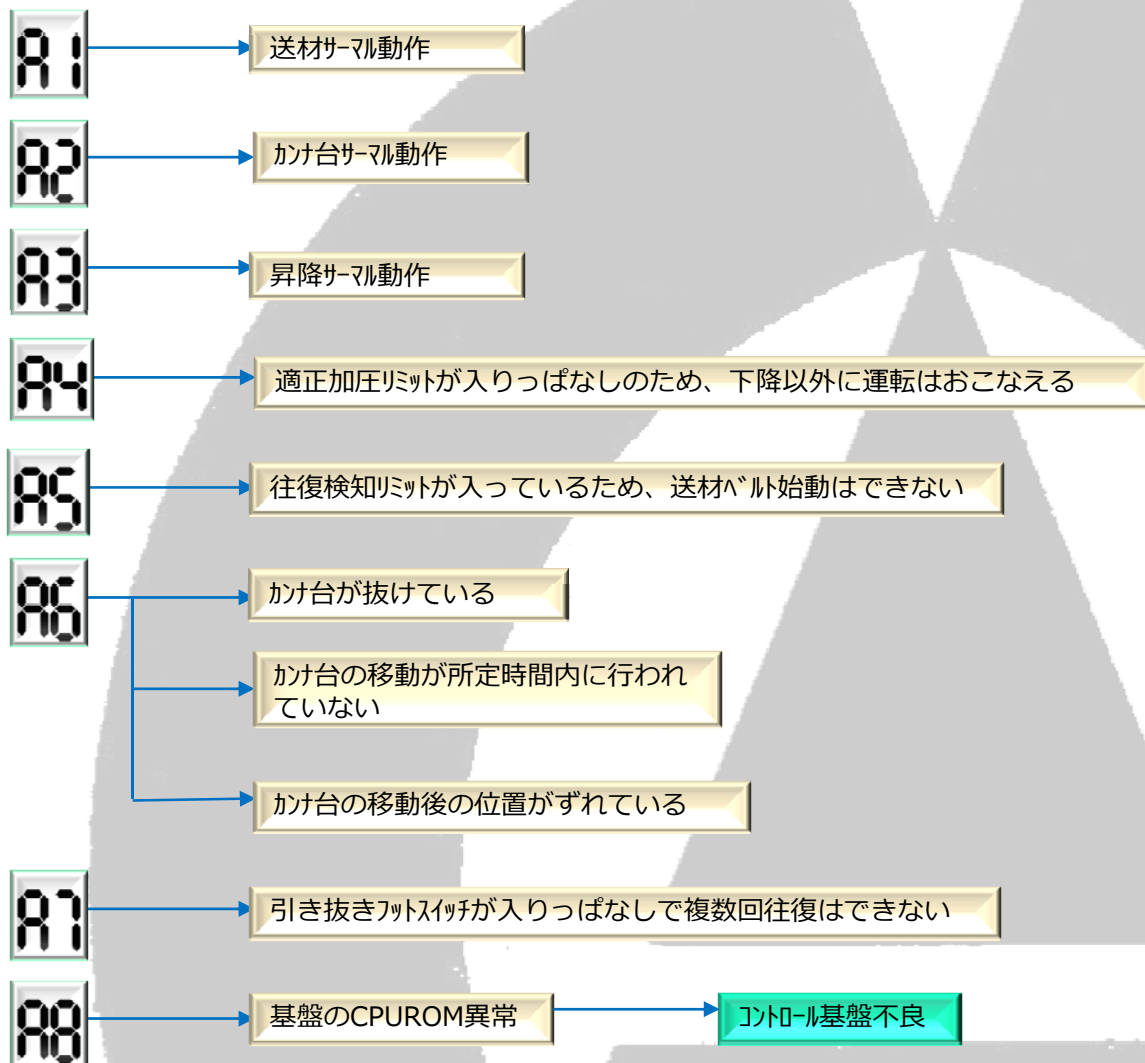 A1
送材ｻｰﾏﾙ動作
A2
ｶﾝﾅ台ｻｰﾏﾙ動作
A3
昇降ｻｰﾏﾙ動作
A4
適正加圧ﾘﾐｯﾄが入りっぱなしのため、下降以外に運転はおこなえる
A5
往復検知ﾘﾐｯﾄが入っているため、送材ﾍﾞﾙﾄ始動はできない
A6
ｶﾝﾅ台が抜けている
ｶﾝﾅ台の移動が所定時間内に行われ
ていない
ｶﾝﾅ台の移動後の位置がずれている
A7
引き抜きﾌｯﾄｽｲｯﾁが入りっぱなしで複数回往復はできない
A8
基盤のCPUROM異常
ｺﾝﾄﾛｰﾙ基盤不良